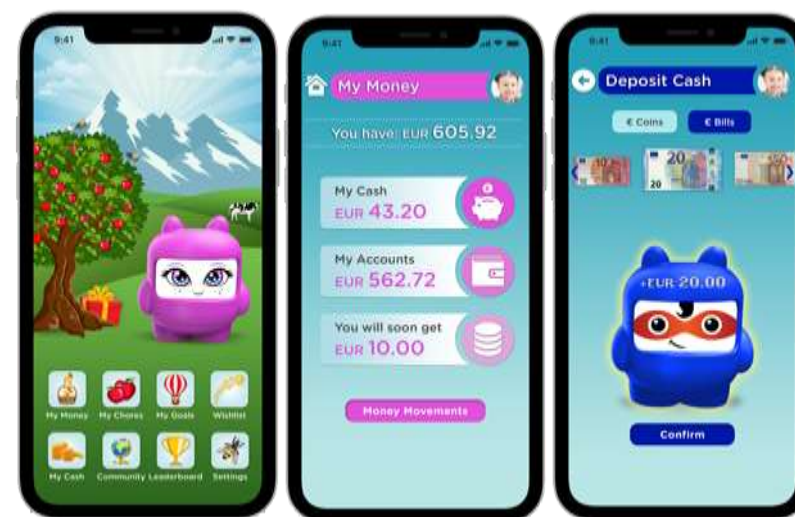 9:41
My Money My Chores My Goals Wishlist
My Cash Community Leaderboard Settings
9:41
My Money
You have: EUR 605.92
My Cash
EUR 43.20
My Accounts
EUR 562.72
You will soon get
EUR 10.00
Money Movements
9:41
Deposit Cash
€ Coins € Bills
10
20
20
+EUR 20.00
Confirm